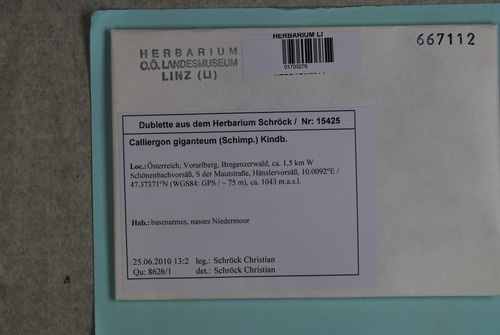 HERBARIUM
O.Ö. LANDESMUSEUM
LINZ (LI)
HERBARIUM LI
01703276
667112
Dublette aus dem Herbarium Schröck / Nr: 15425
Calliergon giganteum (Schimp.) Kindb.
Loc.: Österreich, Vorarlberg, Bregenzerwald, ca. 1,5 km W
Schönenbachvorsäß, S der Mautstraße, Hänslervorsäß, 10.0092°E /
47.37371°N (WGS84: GPS / ~ 75 m), ca. 1043 m.a.s.l.
Hab.: basenarmes, nasses Niedermoor
25.06.2010 13:2 leg.: Schröck Christian
Qu: 8626/1 det.: Schröck Christian